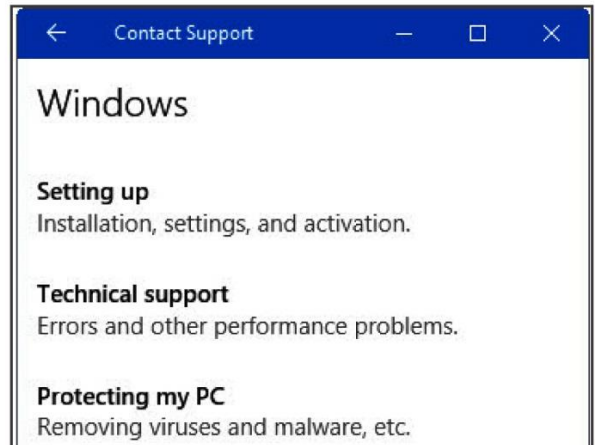 Contact Support
Windows
Setting up
Installation, settings, and activation.
Technical support
Errors and other performance problems.
Protecting my PC
Removing viruses and malware, etc.